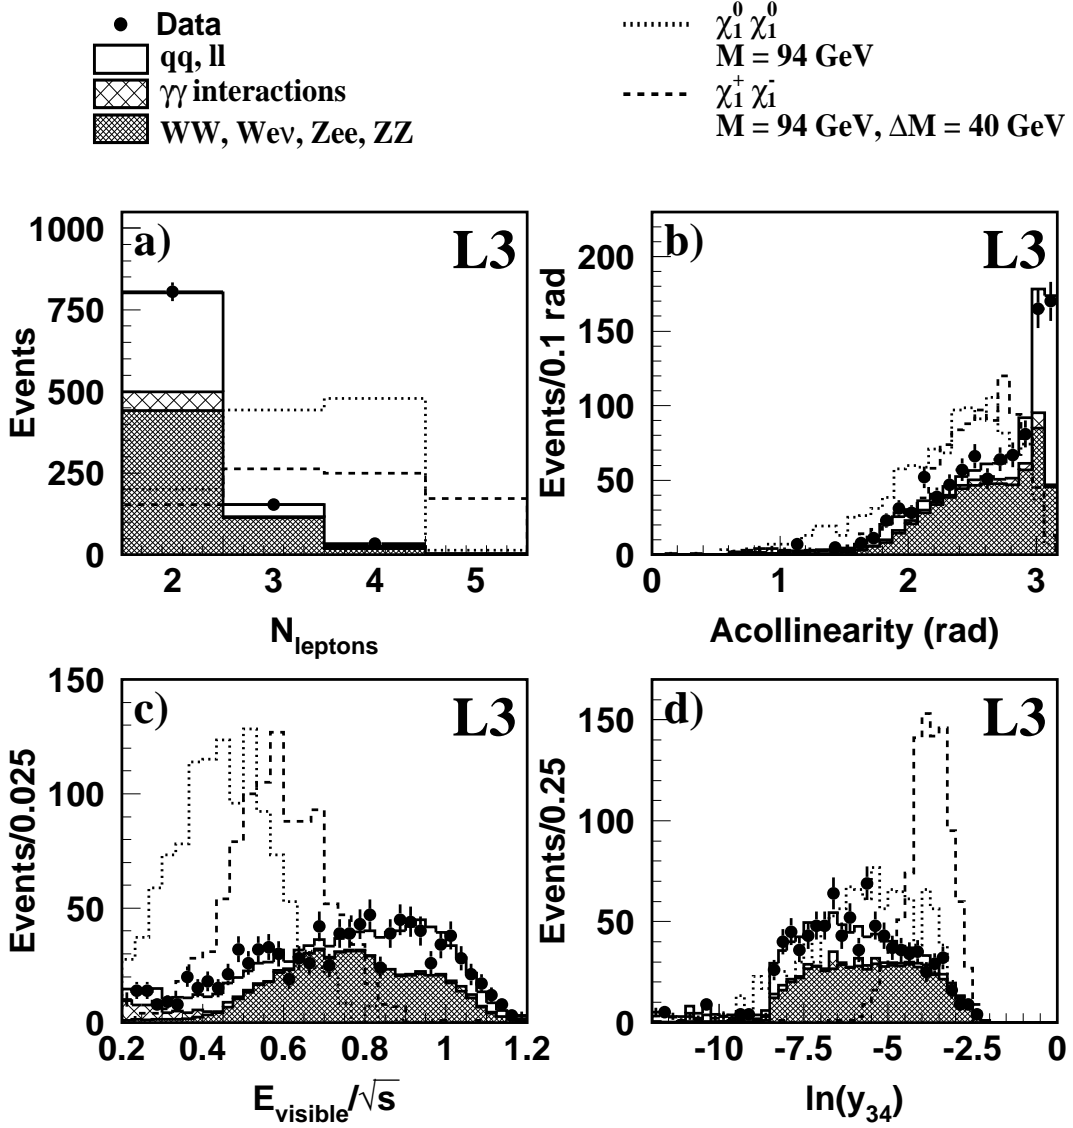 Data
qq, ll
γγ interactions
WW, Weν, Zee, ZZ
χ₁⁰ χ₁⁰
M = 94 GeV
χ₁⁺ χ₁⁻
M = 94 GeV, ΔM = 40 GeV
a) L3
Events
1000
750
500
250
0
2 3 4 5
N_leptons
b) L3
Events/0.1 rad
200
150
100
50
0
0 1 2 3
Acollinearity (rad)
c) L3
Events/0.025
150
100
50
0
0.2 0.4 0.6 0.8 1 1.2
E_visible/√s
d) L3
Events/0.25
150
100
50
0
-10 -7.5 -5 -2.5 0
ln(y₃₄)